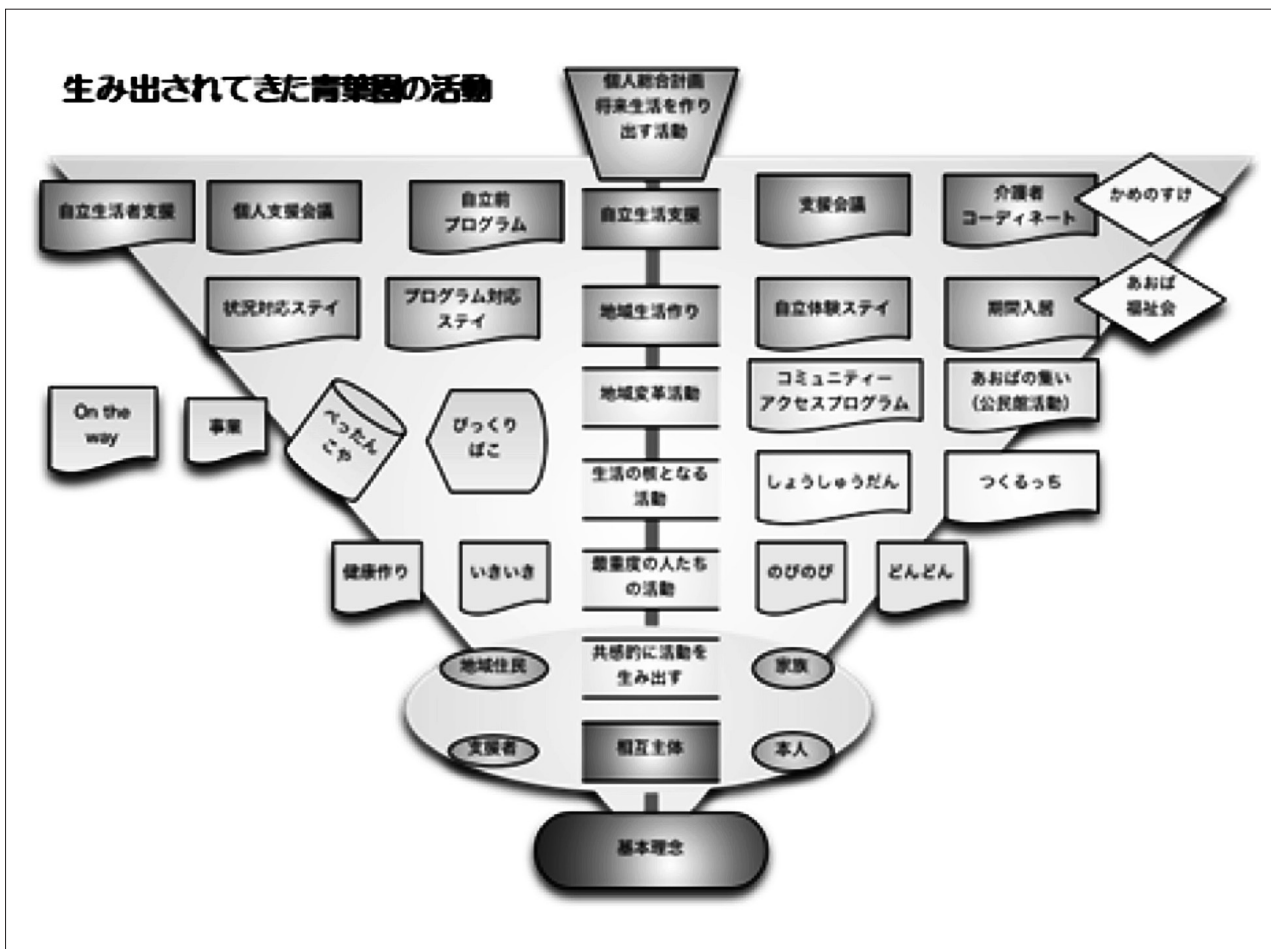 生み出されてきた青葉園の活動
個人総合計画
将来生活を作り
出す活動
自立生活者支援
個人支援会議
自立前
プログラム
自立生活支援
支援会議
介護者
コーディネート
かめのすけ
状況対応ステイ
プログラム対応
ステイ
地域生活作り
自立体験ステイ
期間入居
あおば
福祉会
On the
way
事業
ぺったん
こや
びっくり
ばこ
地域変革活動
コミュニティー
アクセスプログラム
あおばの集い
（公民館活動）
生活の核となる
活動
しょうしゅうだん
つくるっち
健康作り
いきいき
最重度の人たち
の活動
のびのび
どんどん
地域住民
共感的に活動を
生み出す
家族
支援者
相互主体
本人
基本理念